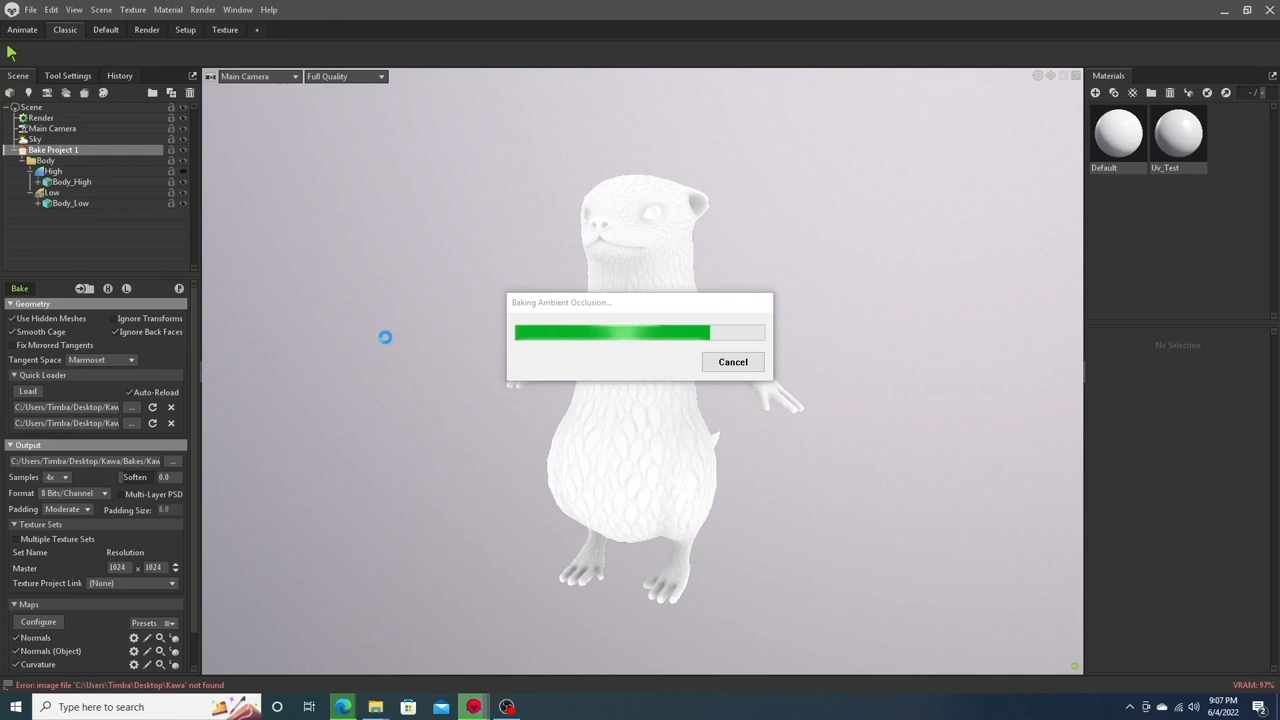 File Edit View Scene Texture Material Render Window Help
Animate Classic Default Render Setup Texture +
Scene Tool Settings History
Main Camera Full Quality
Materials
- /
Scene
Render
Main Camera
Sky
Bake Project 1
Body
High
Body_High
Low
Body_Low
Default Uv_Test
Baking Ambient Occlusion...
Cancel
No Selection
Bake H L P
Geometry
Use Hidden Meshes Ignore Transforms
Smooth Cage Ignore Back Faces
Fix Mirrored Tangents
Tangent Space Marmoset
Quick Loader
Load Auto-Reload
C:/Users/Timba/Desktop/Kaw ...
C:/Users/Timba/Desktop/Kaw ...
Output
C:/Users/Timba/Desktop/Kawa/Bakes/Kaw ...
Samples 4x Soften 0.0
Format 8 Bits/Channel Multi-Layer PSD
Padding Moderate Padding Size: 8.0
Texture Sets
Multiple Texture Sets
Set Name Resolution
Master 1024 x 1024
Texture Project Link (None)
Maps
Configure Presets
Normals
Normals (Object)
Curvature
Error: image file 'C:\Users\Timba\Desktop\Kawa' not found
VRAM: 97%
Type here to search
9:07 PM
6/4/2022
2